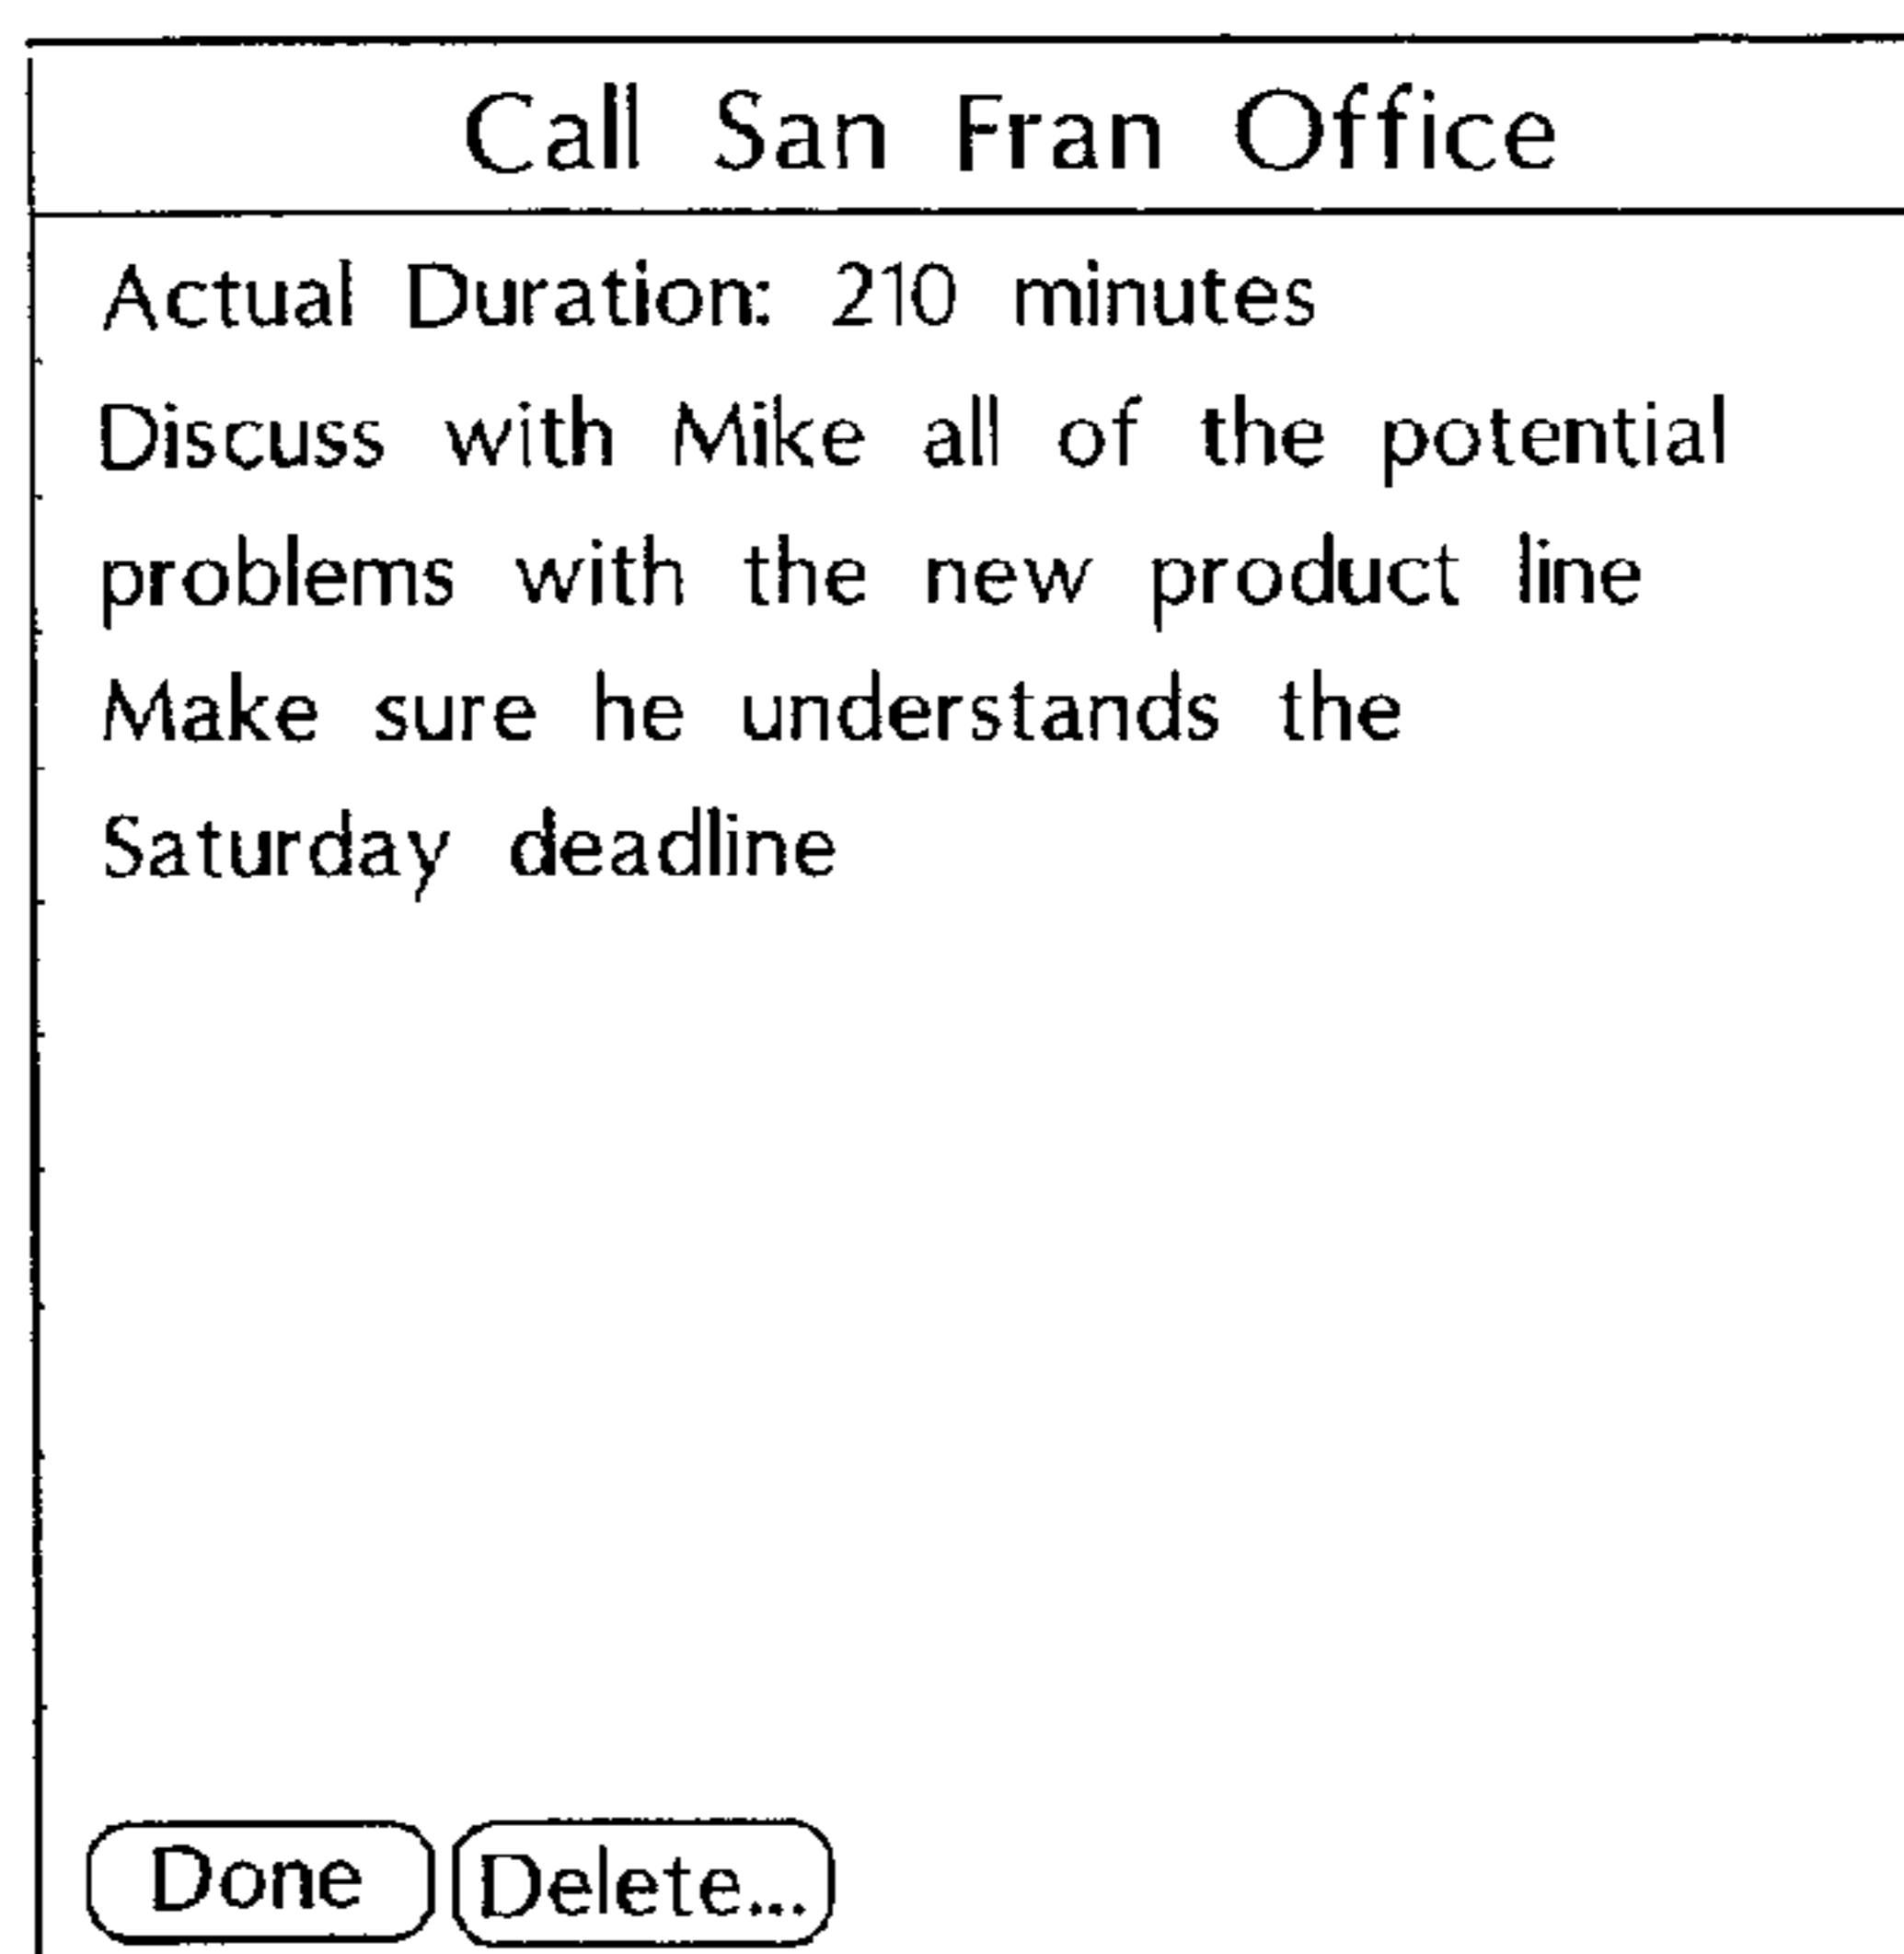 Call San Fran Office
Actual Duration: 210 minutes
Discuss with Mike all of the potential
problems with the new product line
Make sure he understands the
Saturday deadline
Done Delete...